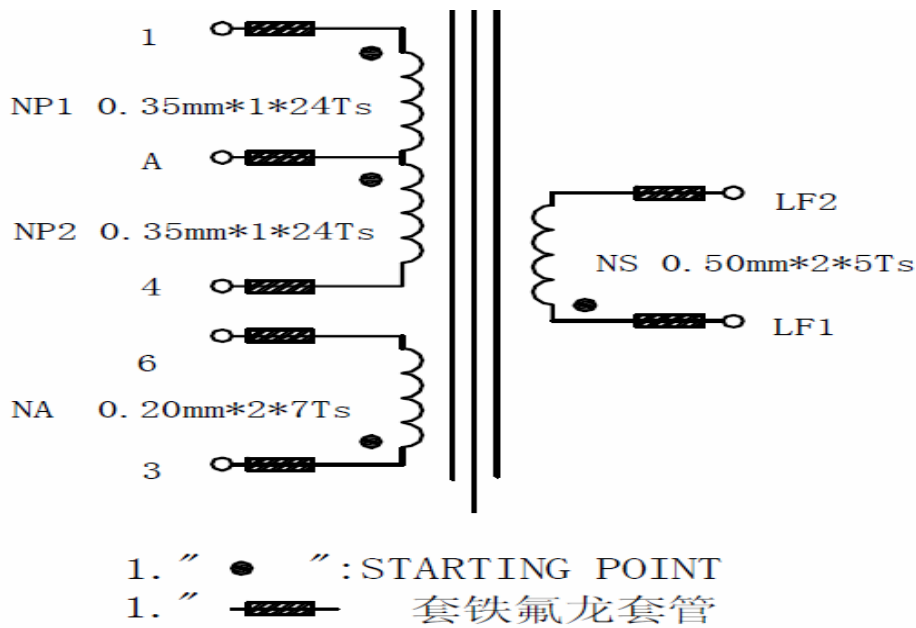 1
NP1 0.35mm*1*24Ts
A
NP2 0.35mm*1*24Ts
4
6
NA 0.20mm*2*7Ts
3
LF2
NS 0.50mm*2*5Ts
LF1
1."●":STARTING POINT
1."" 套铁氟龙套管